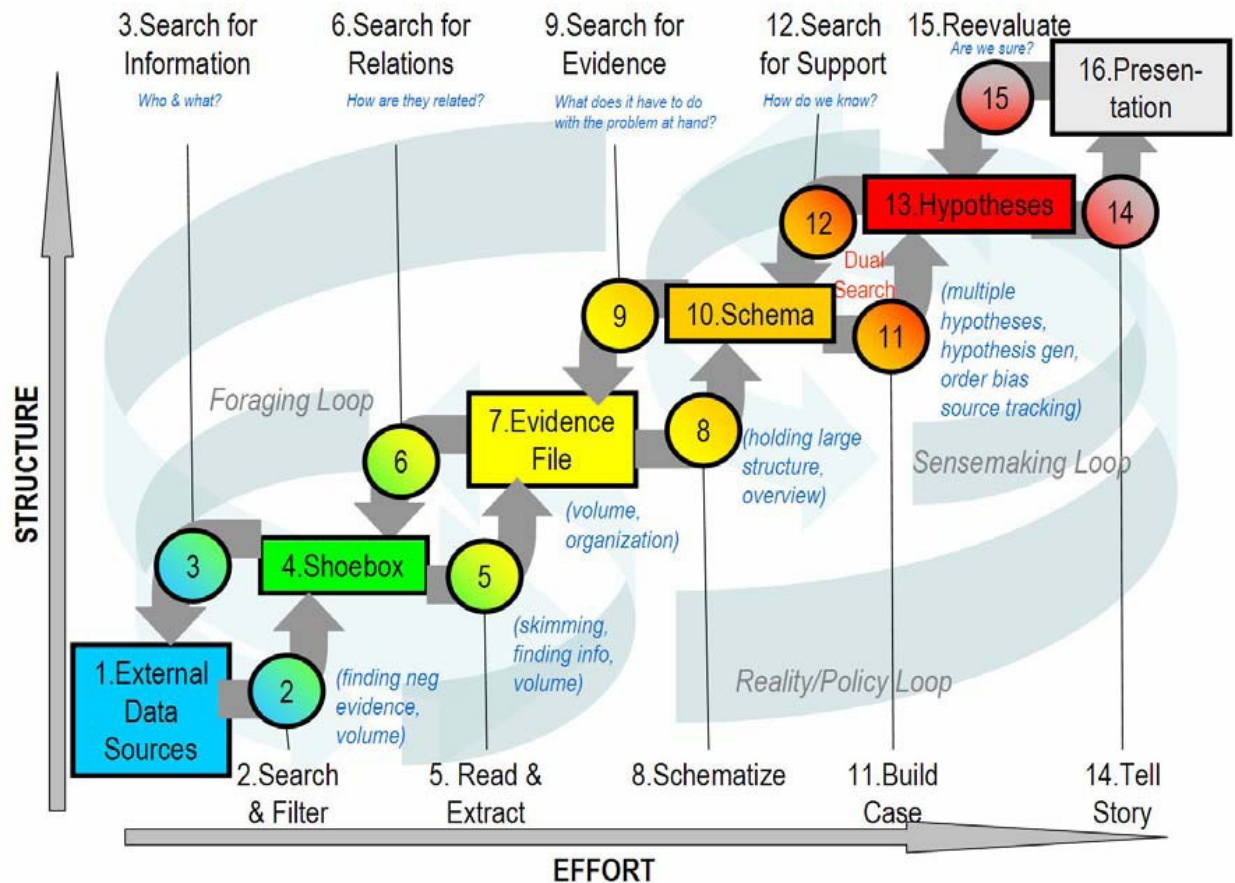 3.Search for
Information
Who & what?
6.Search for
Relations
How are they related?
9.Search for
Evidence
What does it have to do
with the problem at hand?
12.Search
for Support
How do we know?
15.Reevaluate
Are we sure?
16.Presen-
tation
15
14
13.Hypotheses
12
Dual
Search
11
(multiple
hypotheses,
hypothesis gen,
order bias
source tracking)
10.Schema
9
8
(holding large
structure,
overview)
Sensemaking Loop
Foraging Loop
7.Evidence
File
6
(volume,
organization)
3
4.Shoebox
5
(skimming,
finding info,
volume)
1.External
Data
Sources
2
(finding neg
evidence,
volume)
Reality/Policy Loop
2.Search
& Filter
5. Read &
Extract
8.Schematize
11.Build
Case
14.Tell
Story
STRUCTURE
EFFORT